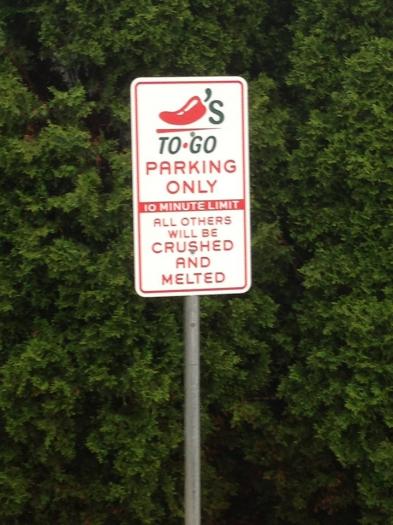 's
TO•GO
PARKING
ONLY
10 MINUTE LIMIT
ALL OTHERS
WILL BE
CRUSHED
AND
MELTED